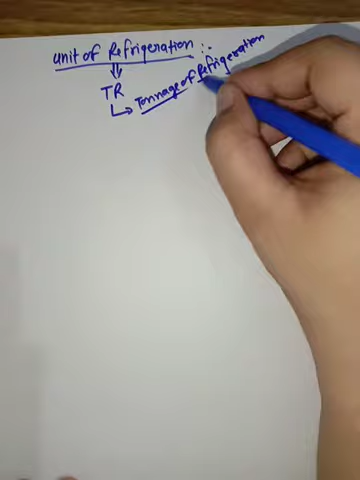 Unit of Refrigeration :-
⇓
TR
↳ Tonnage of Refrigeration